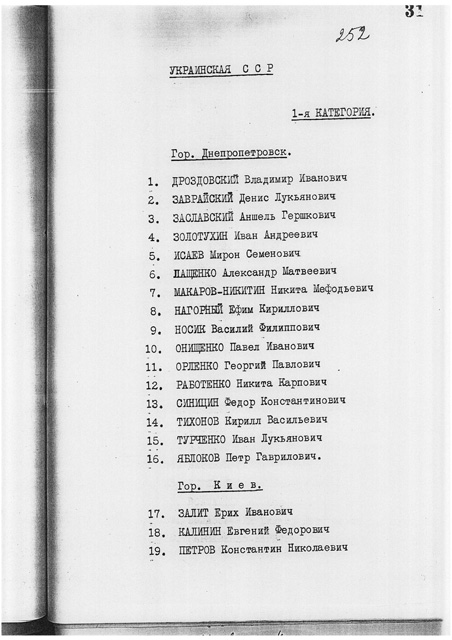 31
252
УКРАИНСКАЯ С С Р
1-я КАТЕГОРИЯ.
Гор. Днепропетровск.
1. ДРОЗДОВСКИЙ Владимир Иванович
2. ЗАВРАЙСКИЙ Денис Лукьянович
3. ЗАСЛАВСКИЙ Аншель Гершкович
4. ЗОЛОТУХИН Иван Андреевич
5. ИСАЕВ Мирон Семенович
6. ЛАЩЕНКО Александр Матвеевич
7. МАКАРОВ-НИКИТИН Никита Мефодьевич
8. НАГОРНЫЙ Ефим Кириллович
9. НОСИК Василий Филиппович
10. ОНИЩЕНКО Павел Иванович
11. ОРЛЕНКО Георгий Павлович
12. РАБОТЕНКО Никита Карпович
13. СИНИЦИН Федор Константинович
14. ТИХОНОВ Кирилл Васильевич
15. ТУРЧЕНКО Иван Лукьянович
16. ЯБЛОКОВ Петр Гаврилович.
Гор. К и е в.
17. ЗАЛИТ Ерих Иванович
18. КАЛИНИН Евгений Федорович
19. ПЕТРОВ Константин Николаевич